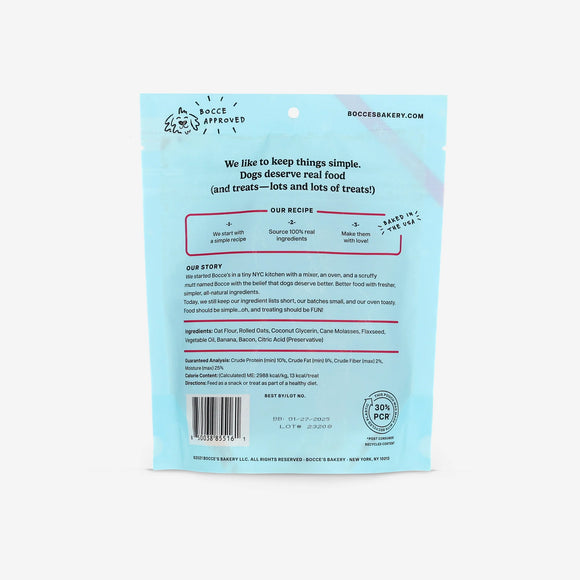 BOCCE
APPROVED
BOCCESBAKERY.COM
We like to keep things simple.
Dogs deserve real food
(and treats—lots and lots of treats!)
OUR RECIPE
-1-
We start with
a simple recipe
-2-
Source 100% real
ingredients
-3-
Make them
with love!
BAKED IN
THE USA
OUR STORY
We started Bocce's in a tiny NYC kitchen with a mixer, an oven, and a scruffy
mutt named Bocce with the belief that dogs deserve better. Better food with fresher,
simpler, all-natural ingredients.
Today, we still keep our ingredient lists short, our batches small, and our oven toasty.
Food should be simple...oh, and treating should be FUN!
Ingredients: Oat Flour, Rolled Oats, Coconut Glycerin, Cane Molasses, Flaxseed,
Vegetable Oil, Banana, Bacon, Citric Acid (Preservative)
Guaranteed Analysis: Crude Protein (min) 10%, Crude Fat (min) 9%, Crude Fiber (max) 2%,
Moisture (max) 25%
Calorie Content: (Calculated) ME: 2988 kcal/kg, 13 kcal/treat
Directions: Feed as a snack or treat as part of a healthy diet.
BEST BY/LOT NO.
BB 01-27-2025
LOT# 23208
30%
PCR*
*POST CONSUMER
RECYCLED CONTENT
50038 85516 1
©2021 BOCCE'S BAKERY LLC. ALL RIGHTS RESERVED · BOCCE'S BAKERY · NEW YORK, NY 10013